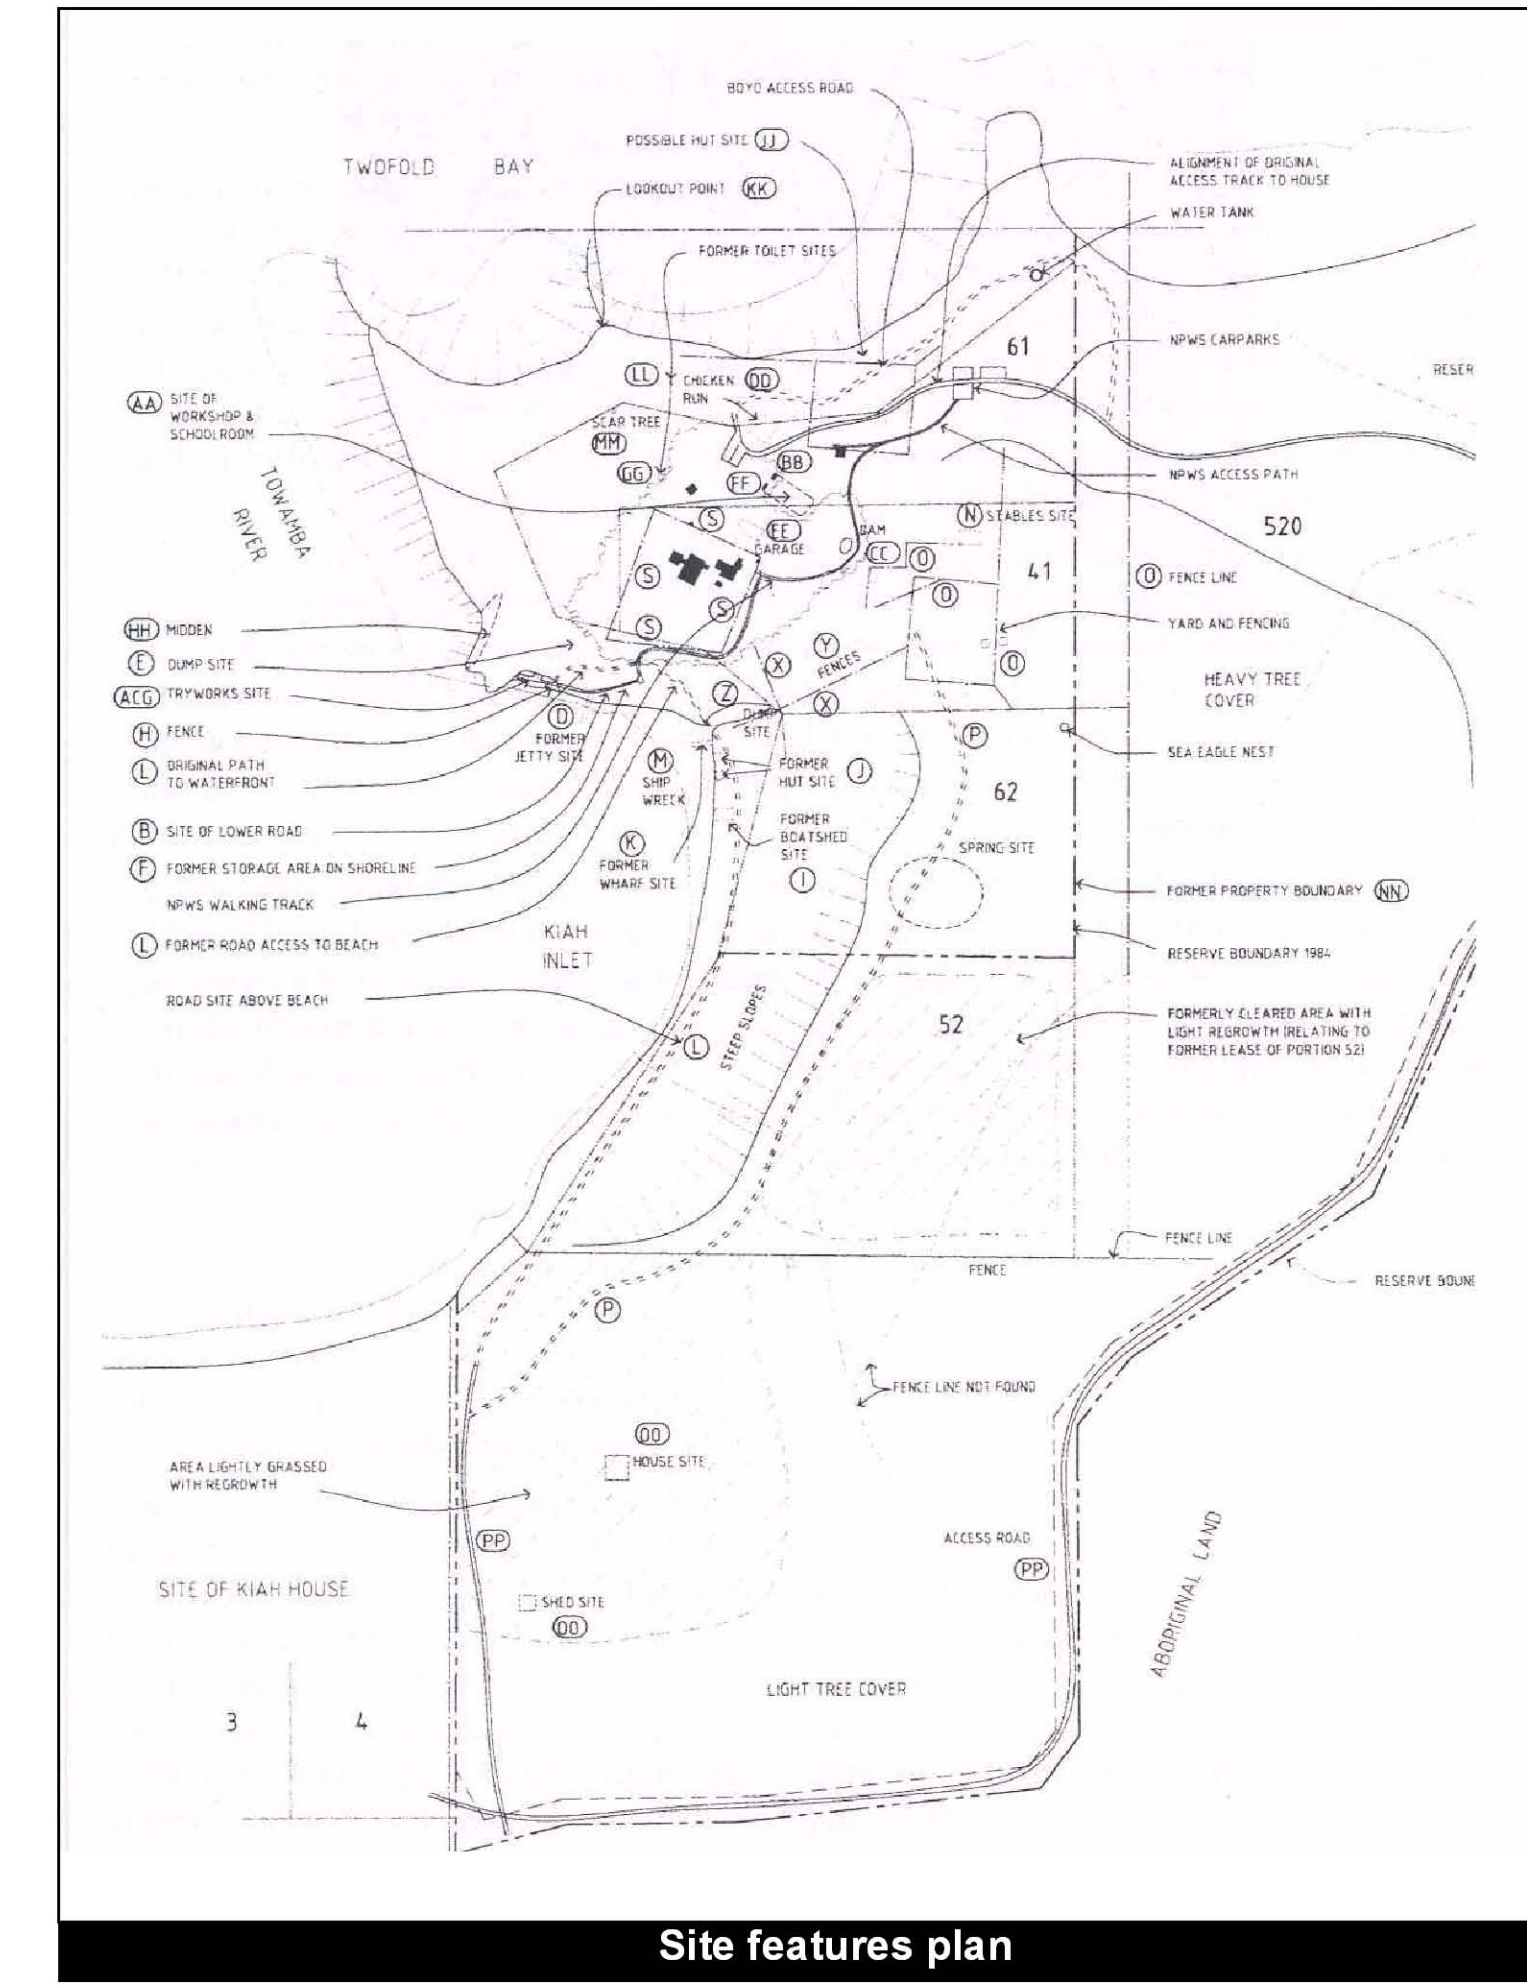 BOYD ACCESS ROAD
POSSIBLE HUT SITE JJ
TWOFOLD BAY
LOOKOUT POINT KK
ALIGNMENT OF ORIGINAL
ACCESS TRACK TO HOUSE
WATER TANK
FORMER TOILET SITES
61
NPWS CARPARKS
RESER
LL
CHICKEN DD
RUN
AA SITE OF
WORKSHOP &
SCHOOLROOM
SCAR TREE
MM
GG
BB
FF
NPWS ACCESS PATH
TOWAMBA
RIVER
S
N STABLES SITE
520
EE
GARAGE
DAM
CC
O
41
O FENCE LINE
S
O
S
YARD AND FENCING
HH MIDDEN
S
Y
FENCES
E DUMP SITE
X
O
HEAVY TREE
COVER
ACG TRYWORKS SITE
Z
X
D
FORMER
JETTY SITE
DUMP
SITE
H FENCE
P
SEA EAGLE NEST
L ORIGINAL PATH
TO WATERFRONT
M
SHIP
WRECK
FORMER
HUT SITE J
62
B SITE OF LOWER ROAD
FORMER
BOATSHED
SITE
I
K
FORMER
WHARF SITE
SPRING SITE
F FORMER STORAGE AREA ON SHORELINE
NPWS WALKING TRACK
FORMER PROPERTY BOUNDARY NN
L FORMER ROAD ACCESS TO BEACH
KIAH
INLET
RESERVE BOUNDARY 1984
ROAD SITE ABOVE BEACH
L
STEEP SLOPES
52
FORMERLY CLEARED AREA WITH
LIGHT REGROWTH (RELATING TO
FORMER LEASE OF PORTION 52)
FENCE LINE
FENCE
RESERVE BOUNE
P
FENCE LINE NOT FOUND
OO
HOUSE SITE
AREA LIGHTLY GRASSED
WITH REGROWTH
PP
ACCESS ROAD
PP
SITE OF KIAH HOUSE
SHED SITE
OO
ABORIGINAL LAND
LIGHT TREE COVER
3
4
Site features plan